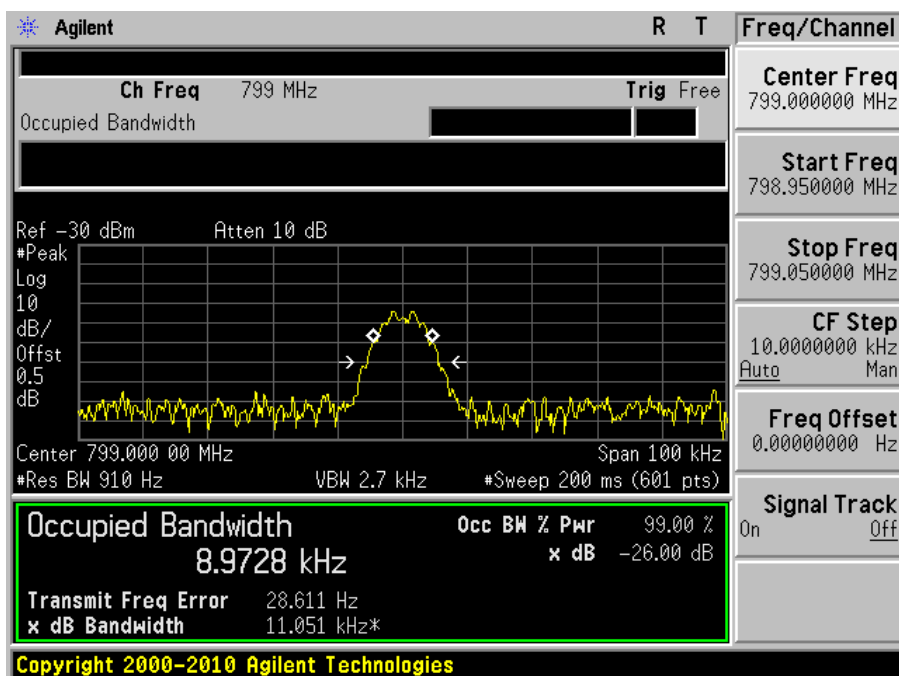 Agilent R T
Freq/Channel
Ch Freq 799 MHz Trig Free
Occupied Bandwidth
Center Freq
799.000000 MHz
Start Freq
798.950000 MHz
Stop Freq
799.050000 MHz
CF Step
10.0000000 kHz
Auto Man
Freq Offset
0.00000000 Hz
Signal Track
On Off
Ref -30 dBm Atten 10 dB
#Peak
Log
10
dB/
Offst
0.5
dB
Center 799.000 00 MHz Span 100 kHz
#Res BW 910 Hz VBW 2.7 kHz #Sweep 200 ms (601 pts)
Occupied Bandwidth Occ BW % Pwr 99.00 %
8.9728 kHz x dB -26.00 dB
Transmit Freq Error 28.611 Hz
x dB Bandwidth 11.051 kHz*
Copyright 2000-2010 Agilent Technologies